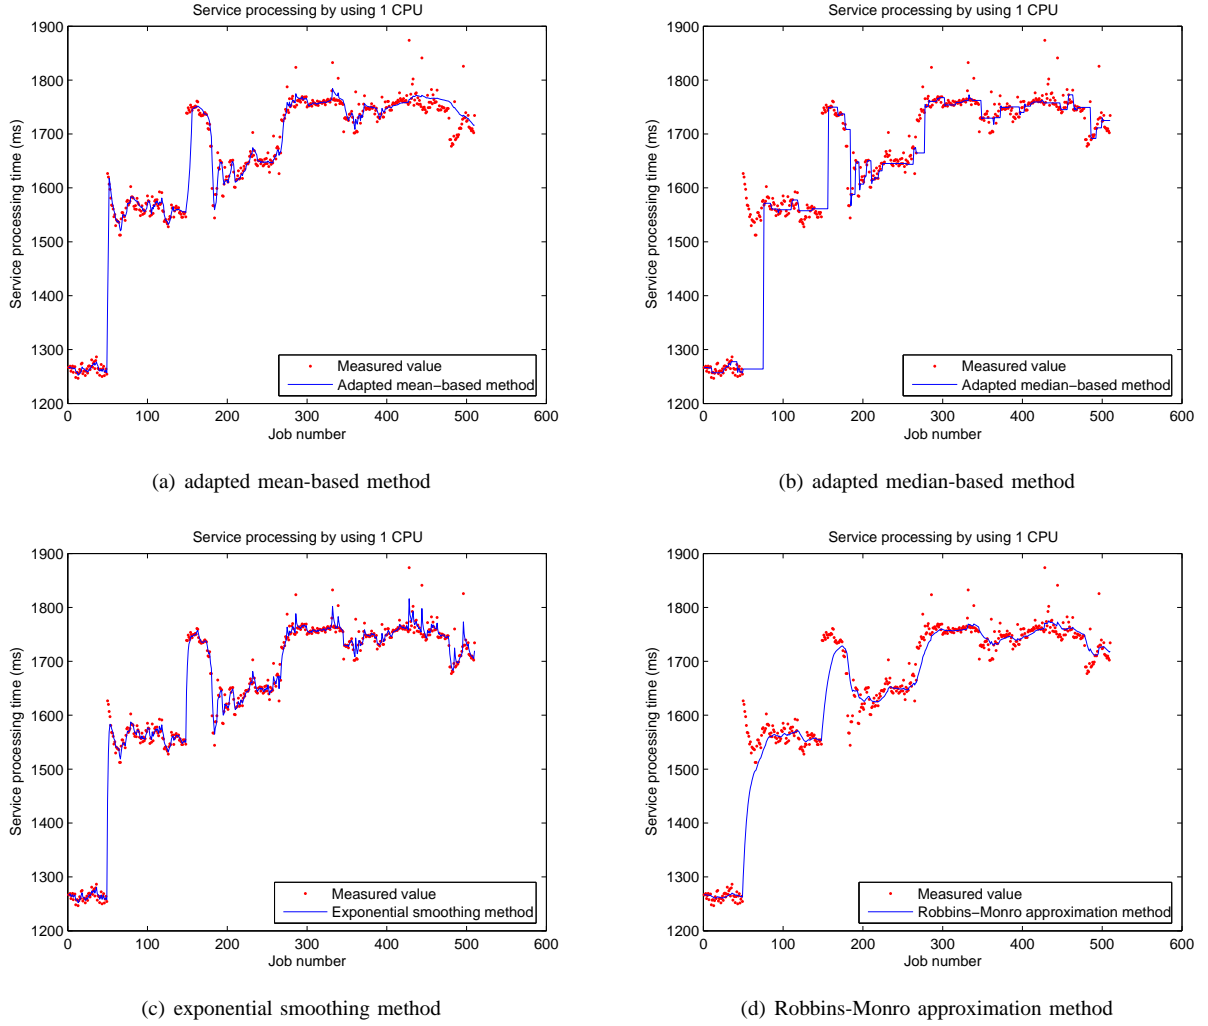 Service processing by using 1 CPU
1900
1800
1700
1600
1500
1400
1300
1200
Service processing time (ms)
0
100
200
300
400
500
600
Job number
Measured value
Adapted mean−based method
(a) adapted mean-based method
Service processing by using 1 CPU
1900
1800
1700
1600
1500
1400
1300
1200
Service processing time (ms)
0
100
200
300
400
500
600
Job number
Measured value
Adapted median−based method
(b) adapted median-based method
Service processing by using 1 CPU
1900
1800
1700
1600
1500
1400
1300
1200
Service processing time (ms)
0
100
200
300
400
500
600
Job number
Measured value
Exponential smoothing method
(c) exponential smoothing method
Service processing by using 1 CPU
1900
1800
1700
1600
1500
1400
1300
1200
Service processing time (ms)
0
100
200
300
400
500
600
Job number
Measured value
Robbins−Monro approximation method
(d) Robbins-Monro approximation method